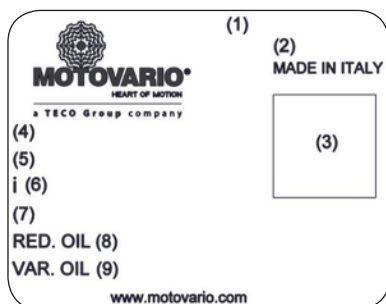 (1)
(2)
MADE IN ITALY
MOTOVARIO®
HEART OF MOTION
a TECO Group company
(3)
(4)
(5)
i (6)
(7)
RED. OIL (8)
VAR. OIL (9)
www.motovario.com